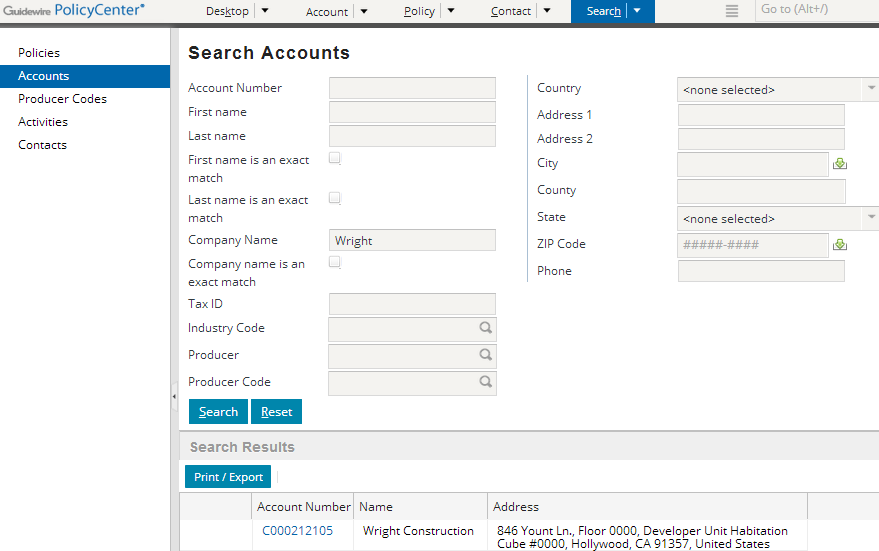 Guidewire PolicyCenter® Desktop Account Policy Contact Search Go to (Alt+/)
Policies
Accounts
Producer Codes
Activities
Contacts
Search Accounts
Account Number
First name
Last name
First name is an exact
match
Last name is an exact
match
Company Name Wright
Company name is an
exact match
Tax ID
Industry Code
Producer
Producer Code
Country <none selected>
Address 1
Address 2
City
County
State <none selected>
ZIP Code #####-####
Phone
Search Reset
Search Results
Print / Export
Account Number Name Address
C000212105 Wright Construction 846 Yount Ln., Floor 0000, Developer Unit Habitation
Cube #0000, Hollywood, CA 91357, United States